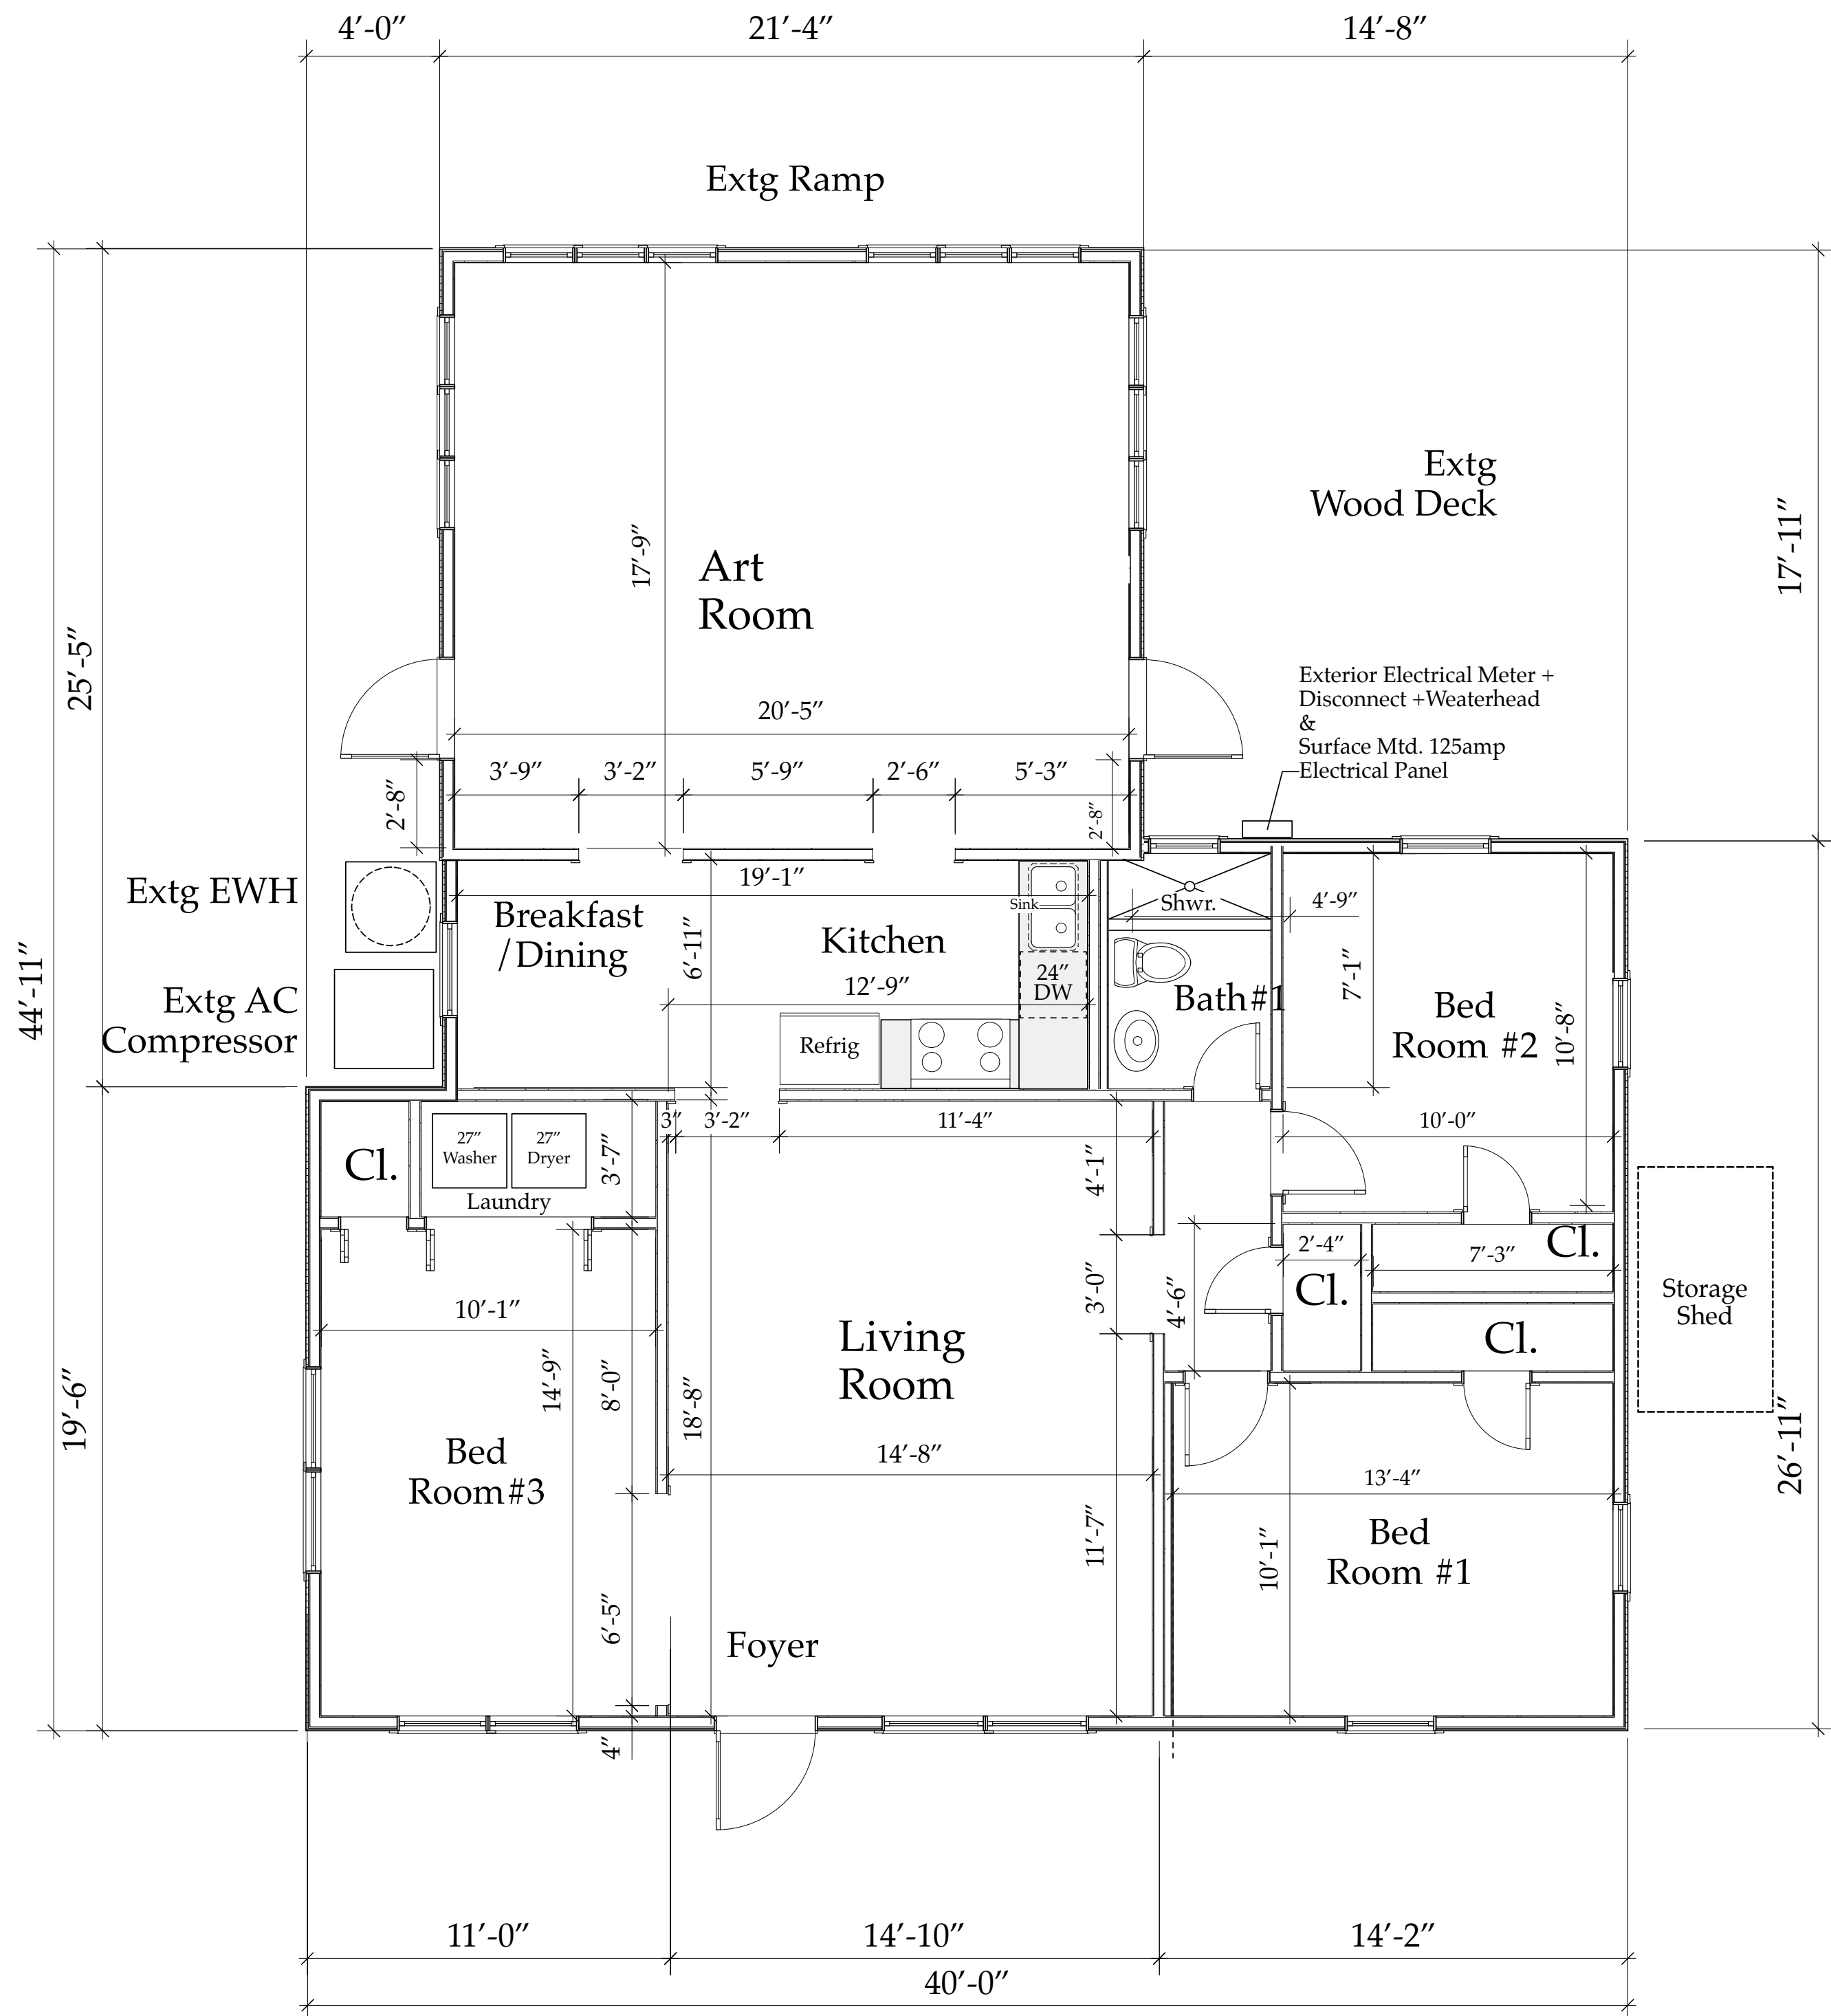 4'-0"
21'-4"
14'-8"
Extg Ramp
Extg
Wood Deck
17'-11"
17'-9"
Art
Room
25'-5"
Exterior Electrical Meter +
Disconnect +Weaterhead
&
Surface Mtd. 125amp
Electrical Panel
20'-5"
3'-9"
3'-2"
5'-9"
2'-6"
5'-3"
2'-8"
2'-8"
Extg EWH
19'-1"
Sink
Shwr.
4'-9"
Breakfast
/Dining
6'-11"
Kitchen
12'-9"
24"
DW
Bath#1
7'-1"
Bed
Room #2
10'-8"
44'-11"
Extg AC
Compressor
Refrig
3"
3'-2"
11'-4"
10'-0"
Cl.
27"
Washer
27"
Dryer
3'-7"
Laundry
4'-1"
2'-4"
7'-3"
Cl.
Cl.
Storage
Shed
10'-1"
3'-0"
4'-6"
Living
Room
Cl.
19'-6"
14'-9"
8'-0"
18'-8"
26'-11"
Bed
Room#3
14'-8"
13'-4"
11'-7"
10'-1"
Bed
Room #1
6'-5"
Foyer
4"
11'-0"
14'-10"
14'-2"
40'-0"